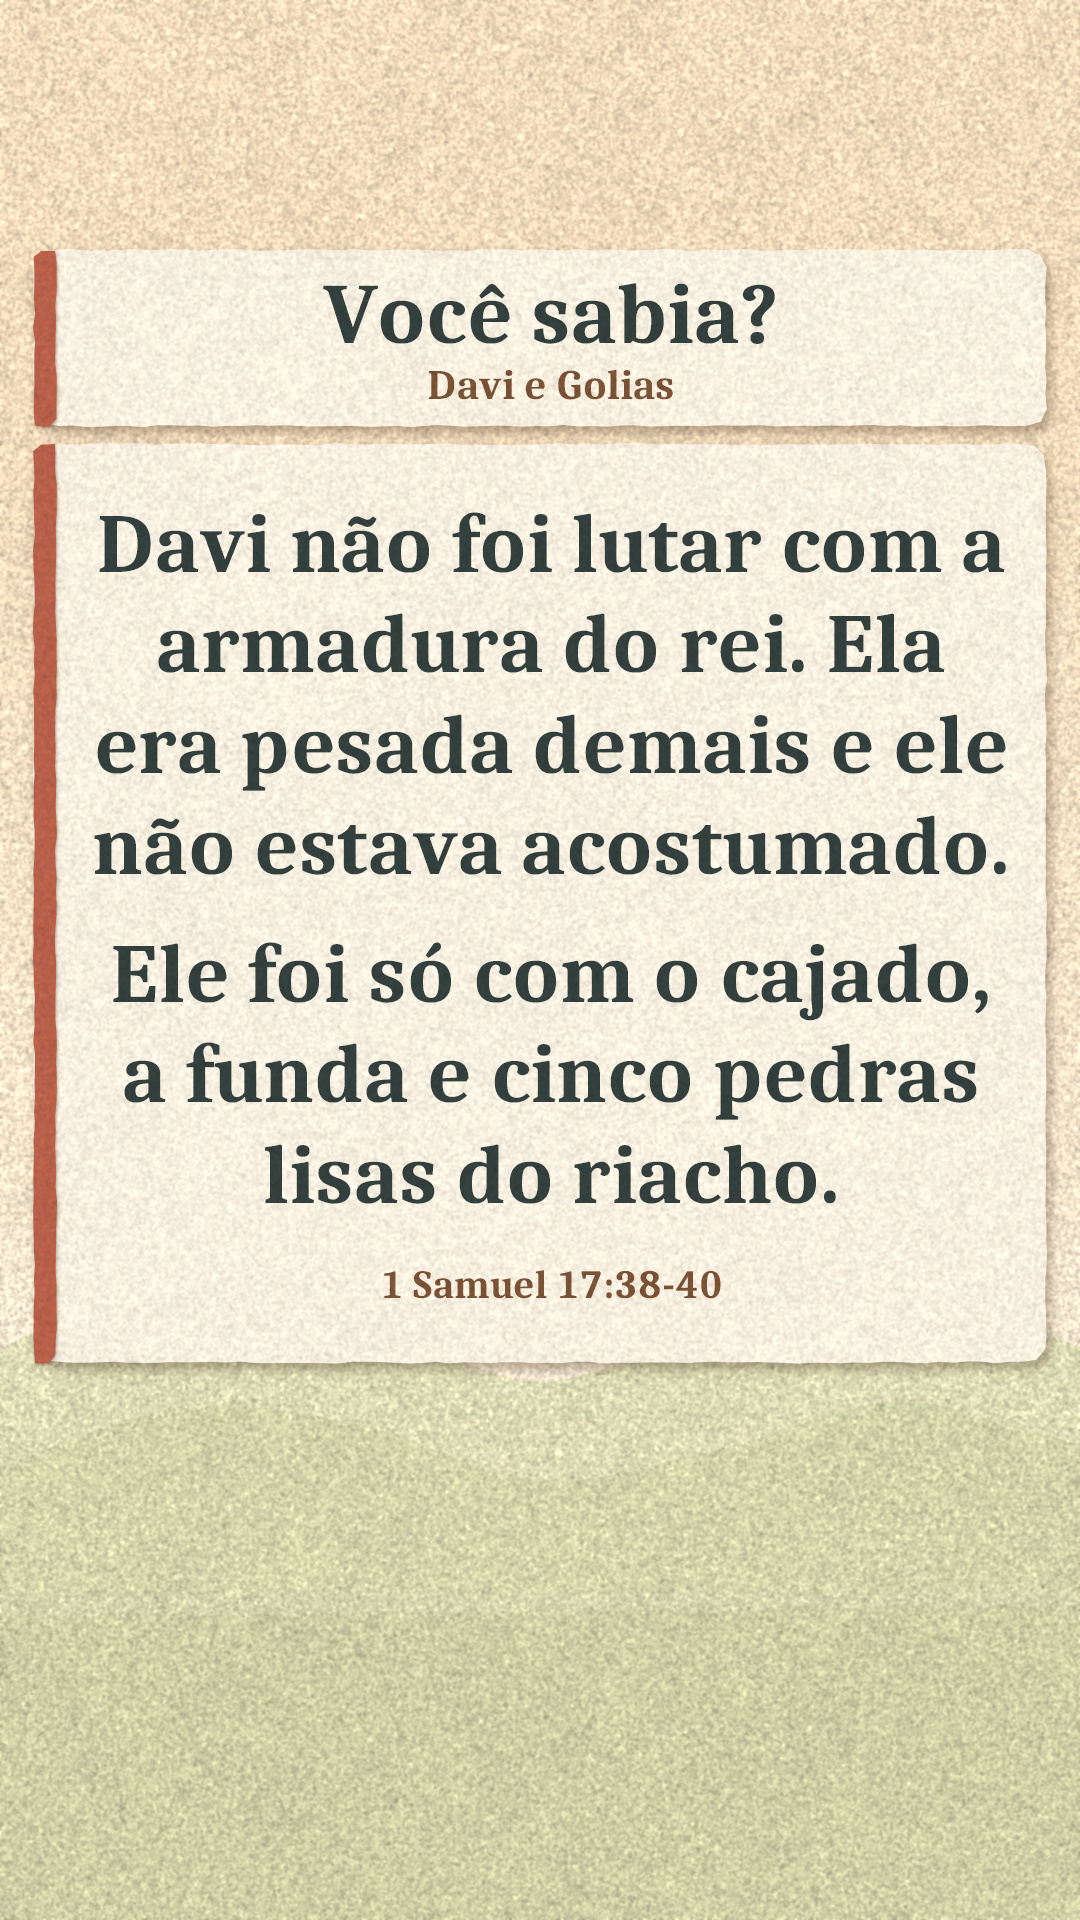 Você sabia?
Davi e Golias
Davi não foi lutar com a
armadura do rei. Ela
era pesada demais e ele
não estava acostumado.
Ele foi só com o cajado,
a funda e cinco pedras
lisas do riacho.
1 Samuel 17:38-40